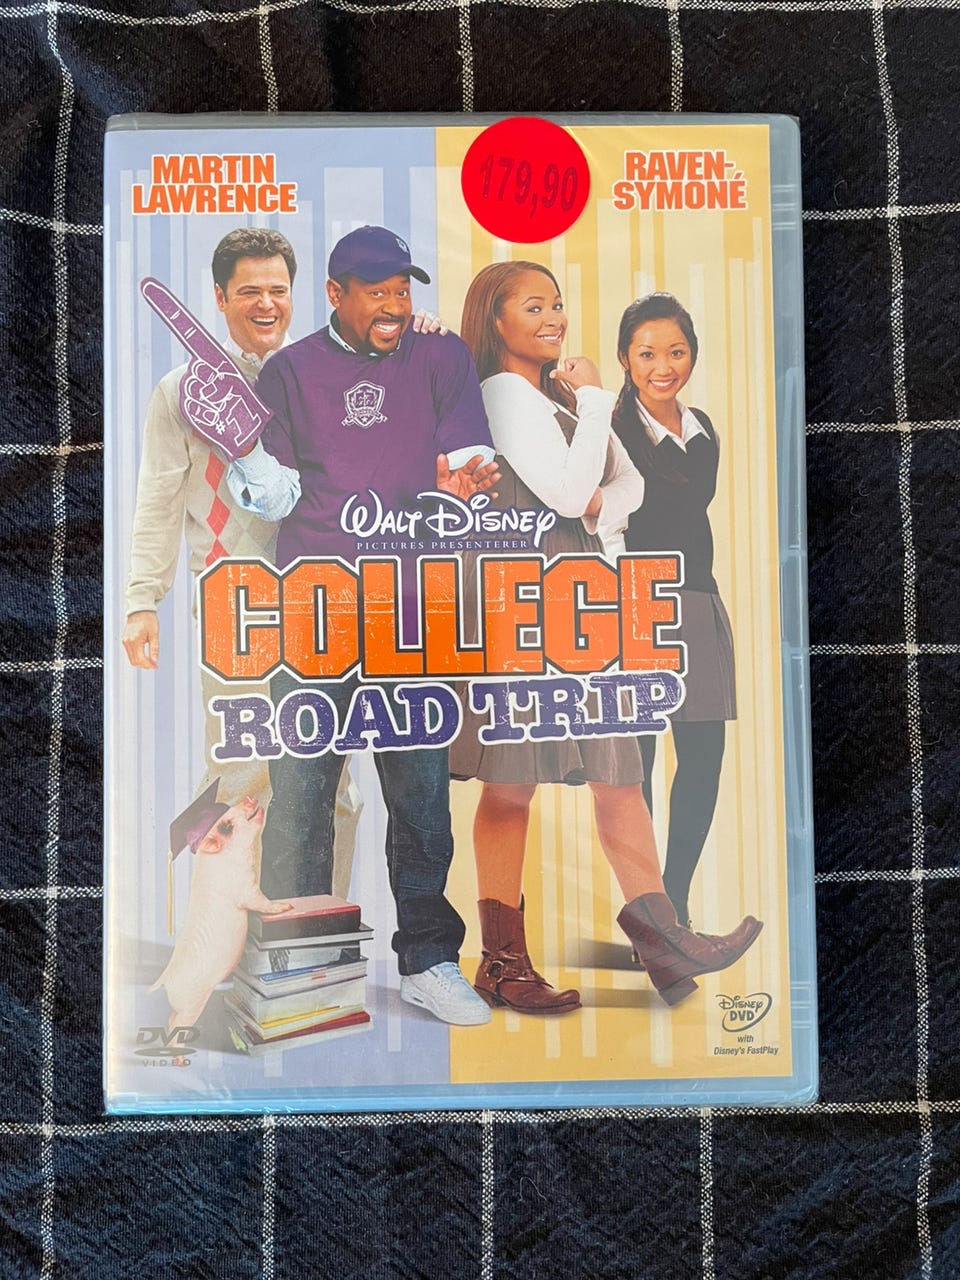 MARTIN
LAWRENCE
179,90
RAVEN-
SYMONÉ
#1
WALT DISNEY
PICTURES PRESENTERER
COLLEGE
ROAD TRIP
DVD
VIDEO
Disney
DVD
with
Disney's FastPlay